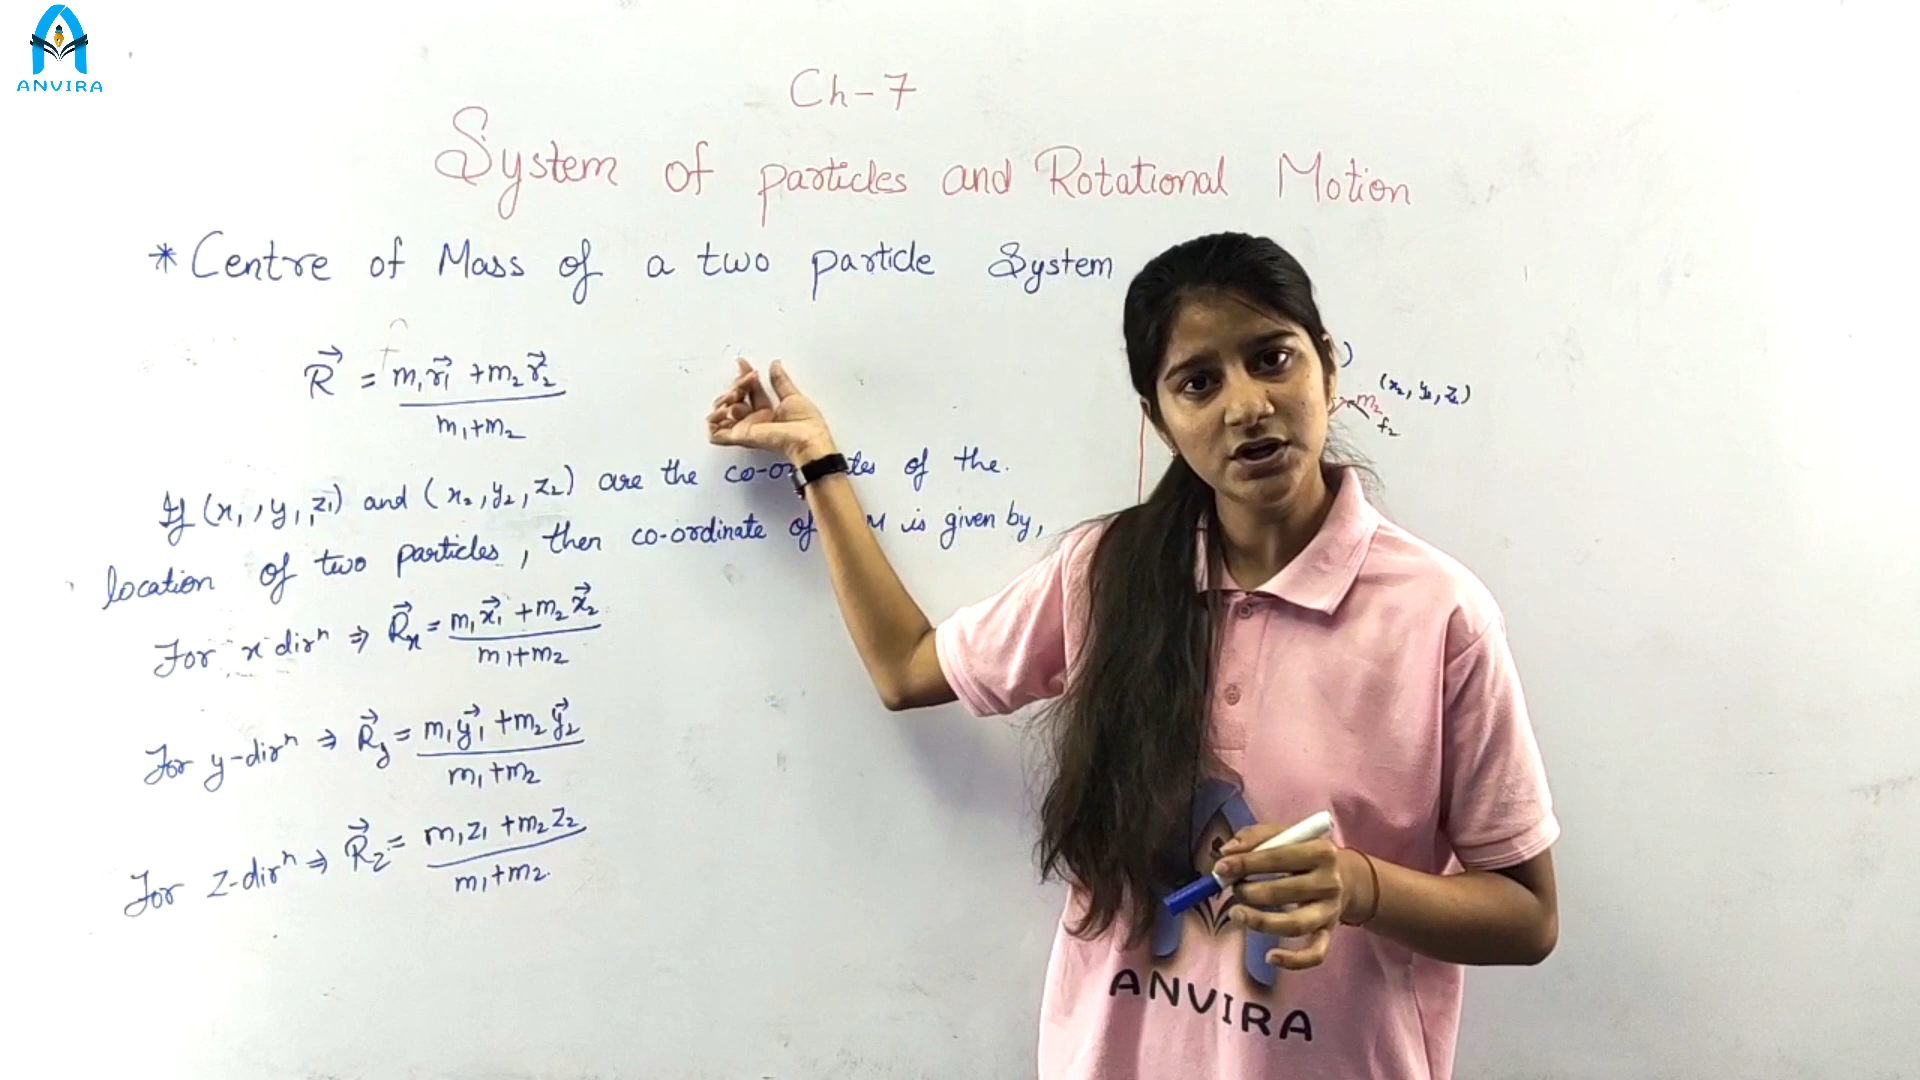 ANVIRA
Ch-7
System of particles and Rotational Motion
* Centre of Mass of a two particle System
R⃗ = m₁r⃗₁ + m₂r⃗₂
m₁+m₂
)
(x₂, y₂, z₂)
m₂
f₂
If (x₁, y₁, z₁) and (x₂, y₂, z₂) are the of the.
location of two particles, then co-ordinate of is given by,
For x dirⁿ ⇒ R⃗x = m₁x⃗₁ + m₂x⃗₂
m₁+m₂
For y-dirⁿ ⇒ R⃗y = m₁y⃗₁ + m₂y⃗₂
m₁+m₂
For z-dirⁿ ⇒ R⃗z = m₁z₁ + m₂z₂
m₁+m₂.
ANVIRA